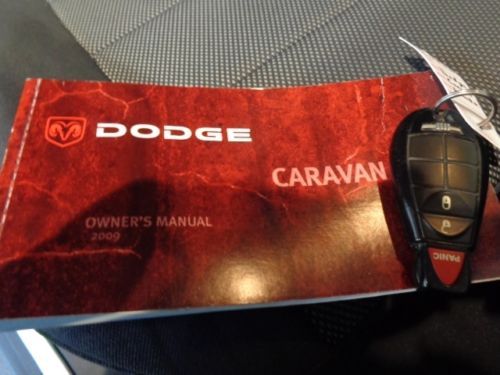 DODGE
CARAVAN
OWNER'S MANUAL
2009
PANIC